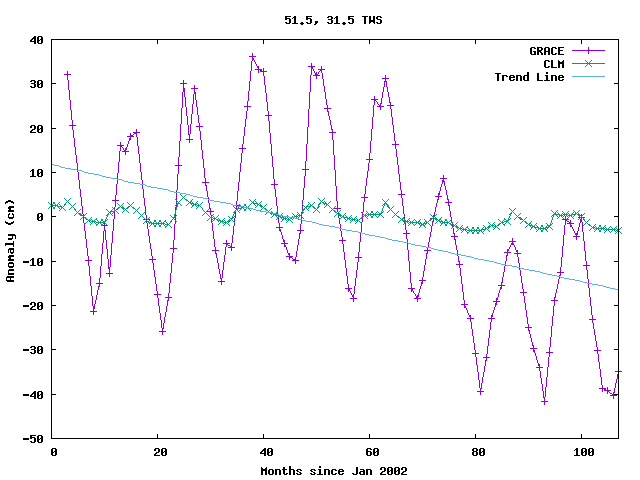 51.5, 31.5 TWS
GRACE
CLM
Trend Line
40
30
20
10
0
-10
-20
-30
-40
-50
Anomaly (cm)
0 20 40 60 80 100
Months since Jan 2002